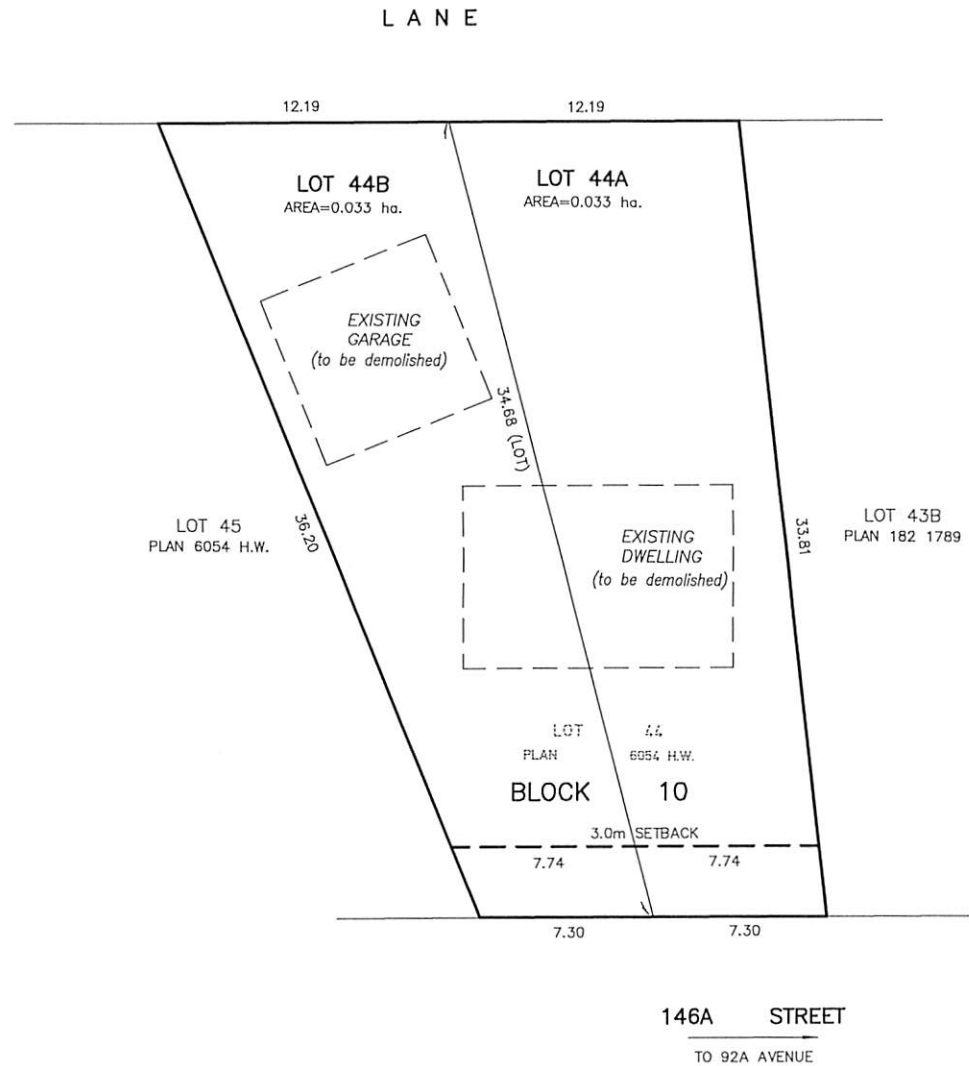 LANE
12.19 12.19
LOT 44B
AREA=0.033 ha.
LOT 44A
AREA=0.033 ha.
EXISTING
GARAGE
(to be demolished)
34.68 (LOT)
LOT 45
PLAN 6054 H.W.
36.20
EXISTING
DWELLING
(to be demolished)
33.81
LOT 43B
PLAN 182 1789
LOT 44
PLAN 6054 H.W.
BLOCK 10
3.0m SETBACK
7.74 7.74
7.30 7.30
146A STREET
TO 92A AVENUE